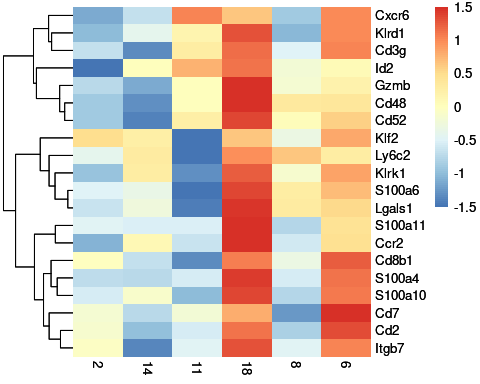 Cxcr6
Klrd1
Cd3g
Id2
Gzmb
Cd48
Cd52
Klf2
Ly6c2
Klrk1
S100a6
Lgals1
S100a11
Ccr2
Cd8b1
S100a4
S100a10
Cd7
Cd2
Itgb7
2 14 11 18 8 6
1.5
1
0.5
0
-0.5
-1
-1.5